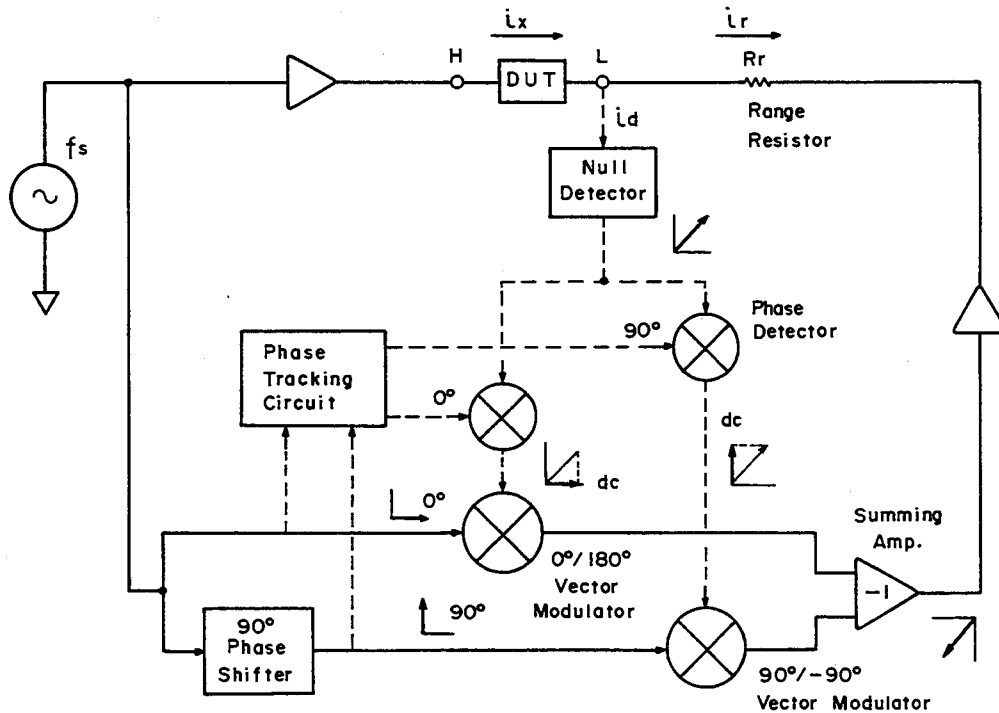 ix
ir
H
DUT
L
Rr
id
Range
Resistor
fs
Null
Detector
Phase
Detector
90°
Phase
Tracking
Circuit
0°
dc
dc
0°
Summing
Amp.
0°/180°
Vector
Modulator
-1
90°
90°
Phase
Shifter
90°/-90°
Vector Modulator